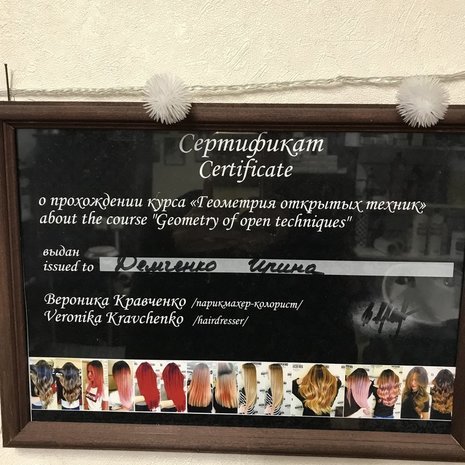 Сертификат
Certificate
о прохождении курса «Геометрия открытых техник»
about the course "Geometry of open techniques"
выдан
issued to Демченко Ирина
Вероника Кравченко /парикмахер-колорист/
Veronika Kravchenko /hairdresser/